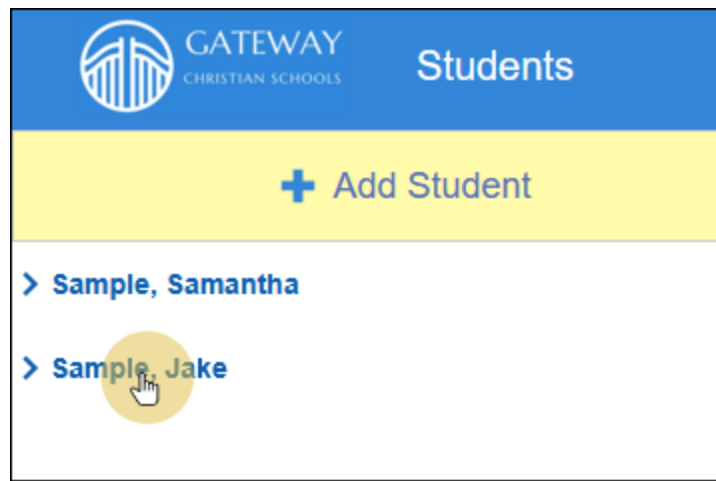 GATEWAY
CHRISTIAN SCHOOLS
Students
Add Student
Sample, Samantha
Sample, Jake